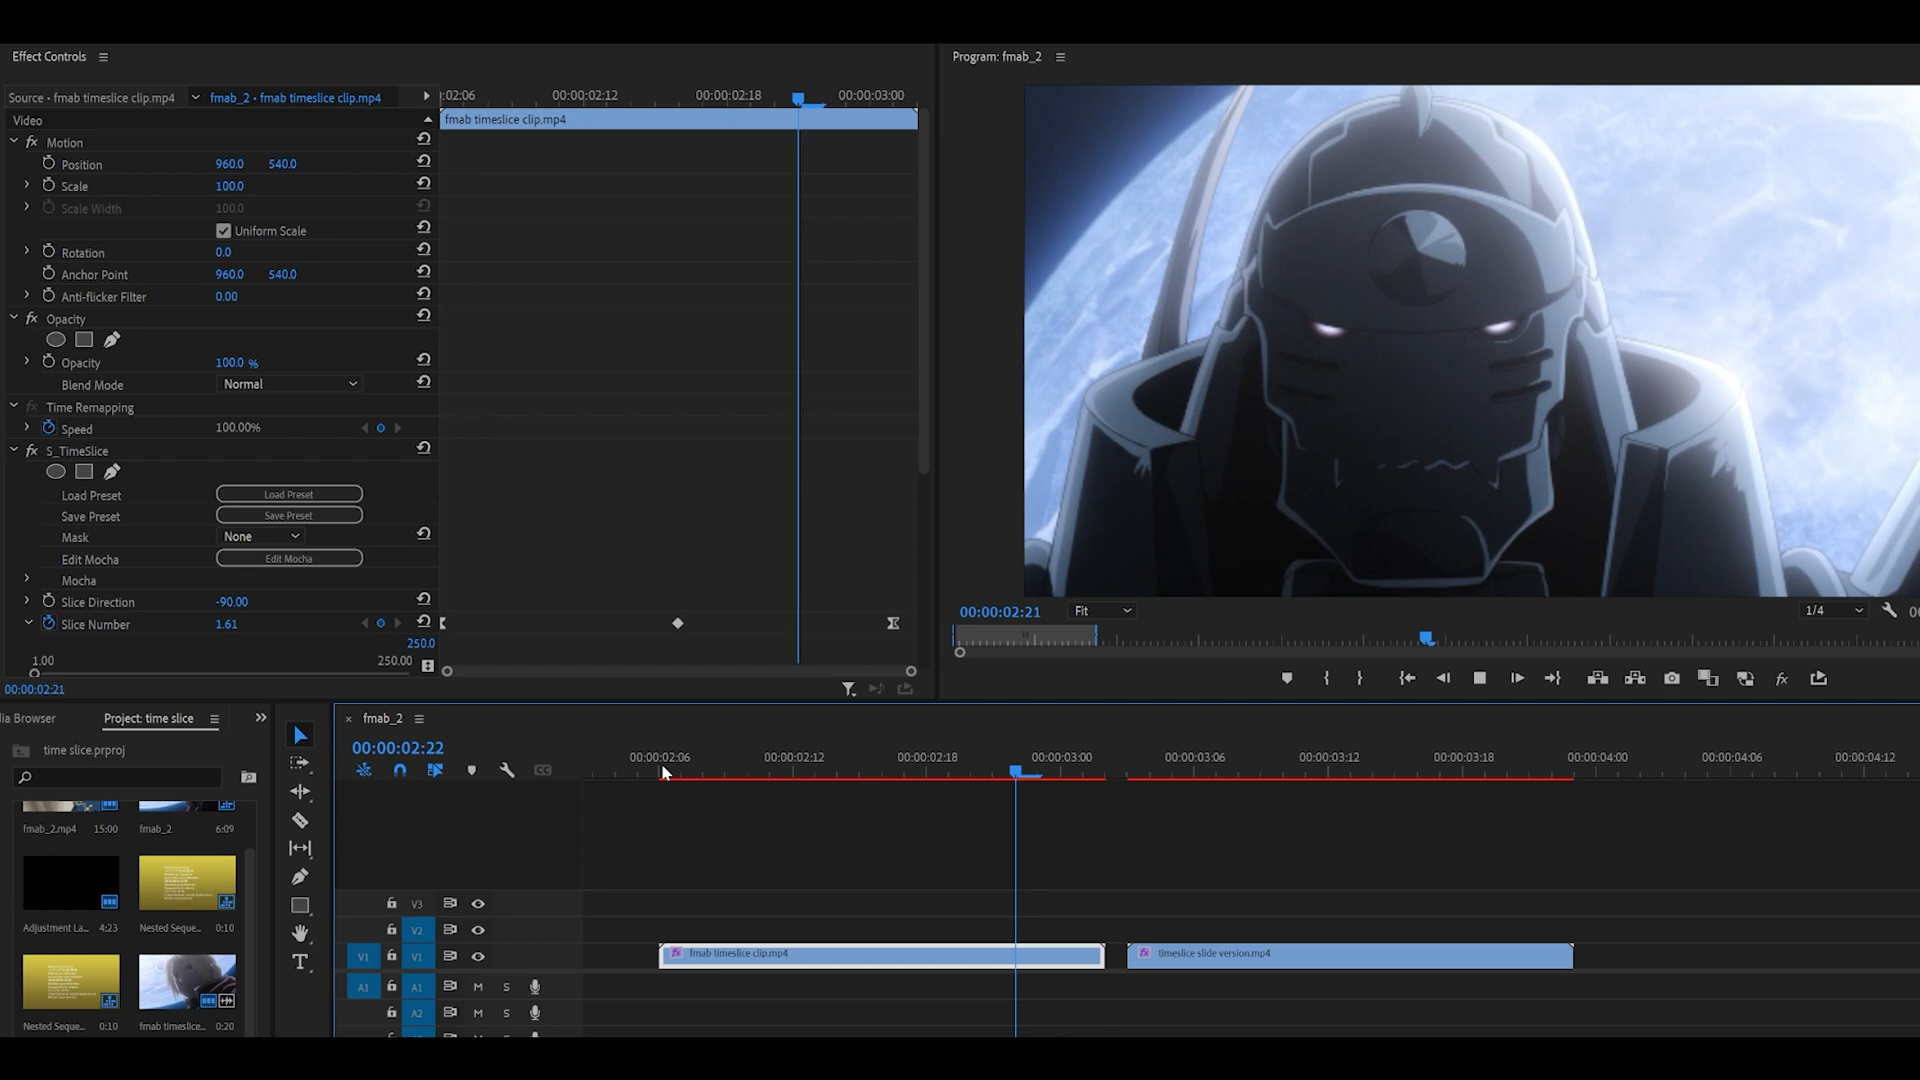 Effect Controls
Source • fmab timeslice clip.mp4
fmab_2 • fmab timeslice clip.mp4
:02:06
00:00:02:12
00:00:02:18
00:00:03:00
Video
fmab timeslice clip.mp4
fx Motion
Position 960.0 540.0
Scale 100.0
Scale Width 100.0
Uniform Scale
Rotation 0.0
Anchor Point 960.0 540.0
Anti-flicker Filter 0.00
fx Opacity
Opacity 100.0 %
Blend Mode Normal
fx Time Remapping
Speed 100.00%
fx S_TimeSlice
Load Preset Load Preset
Save Preset Save Preset
Mask None
Edit Mocha Edit Mocha
Mocha
Slice Direction -90.00
Slice Number 1.61
250.0
1.00 250.00
00:00:02:21
Program: fmab_2
00:00:02:21 Fit 1/4
fx
ia Browser
Project: time slice
time slice.prproj
fmab_2.mp4 15:00
fmab_2 6:09
Adjustment La... 4:23
Nested Seque... 0:10
Nested Seque... 0:10
fmab timeslice... 0:20
T
fmab_2
00:00:02:22
00:00:02:06
00:00:02:12
00:00:02:18
00:00:03:00
00:00:03:06
00:00:03:12
00:00:03:18
00:00:04:00
00:00:04:06
00:00:04:12
CC
V3
V2
V1 V1
fx fmab timeslice clip.mp4
fx timeslice slide version.mp4
A1 A1 M S
A2 M S